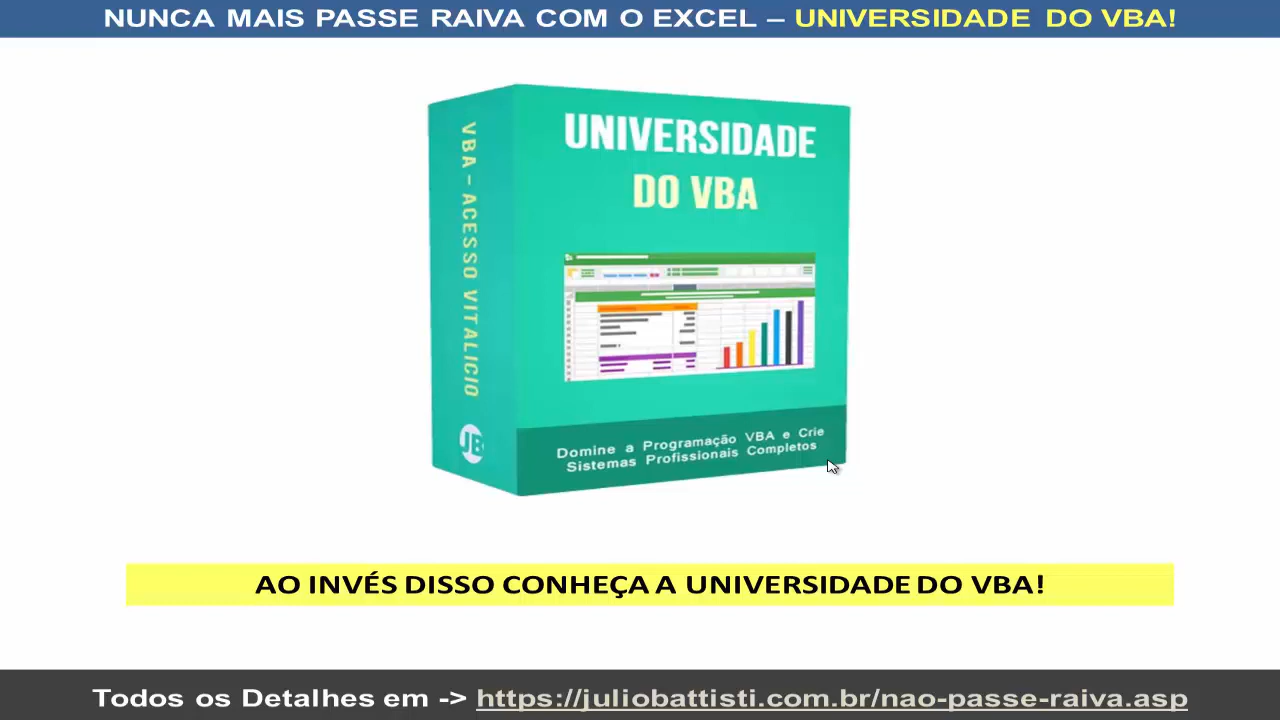 NUNCA MAIS PASSE RAIVA COM O EXCEL – UNIVERSIDADE DO VBA!
UNIVERSIDADE
DO VBA
VBA – ACESSO VITALICIO
JB
Domine a Programação VBA e Crie
Sistemas Profissionais Completos
AO INVÉS DISSO CONHEÇA A UNIVERSIDADE DO VBA!
Todos os Detalhes em -> https://juliobattisti.com.br/nao-passe-raiva.asp